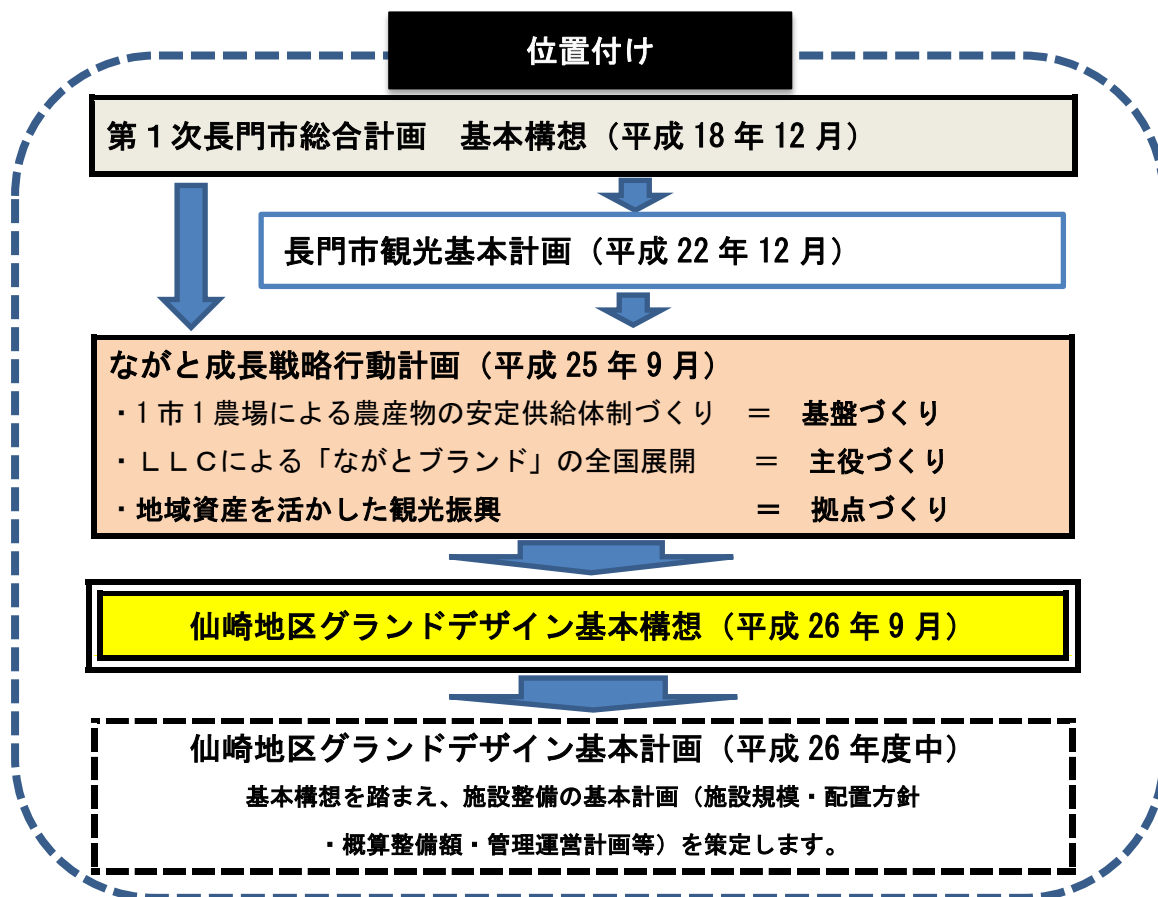 位置付け
第１次長門市総合計画　基本構想（平成 18 年 12 月）
長門市観光基本計画（平成 22 年 12 月）
ながと成長戦略行動計画（平成 25 年 9 月）
・1 市 1 農場による農産物の安定供給体制づくり　＝　基盤づくり
・ＬＬＣによる「ながとブランド」の全国展開　＝　主役づくり
・地域資産を活かした観光振興　＝　拠点づくり
仙崎地区グランドデザイン基本構想（平成 26 年 9 月）
仙崎地区グランドデザイン基本計画（平成 26 年度中）
基本構想を踏まえ、施設整備の基本計画（施設規模・配置方針
・概算整備額・管理運営計画等）を策定します。